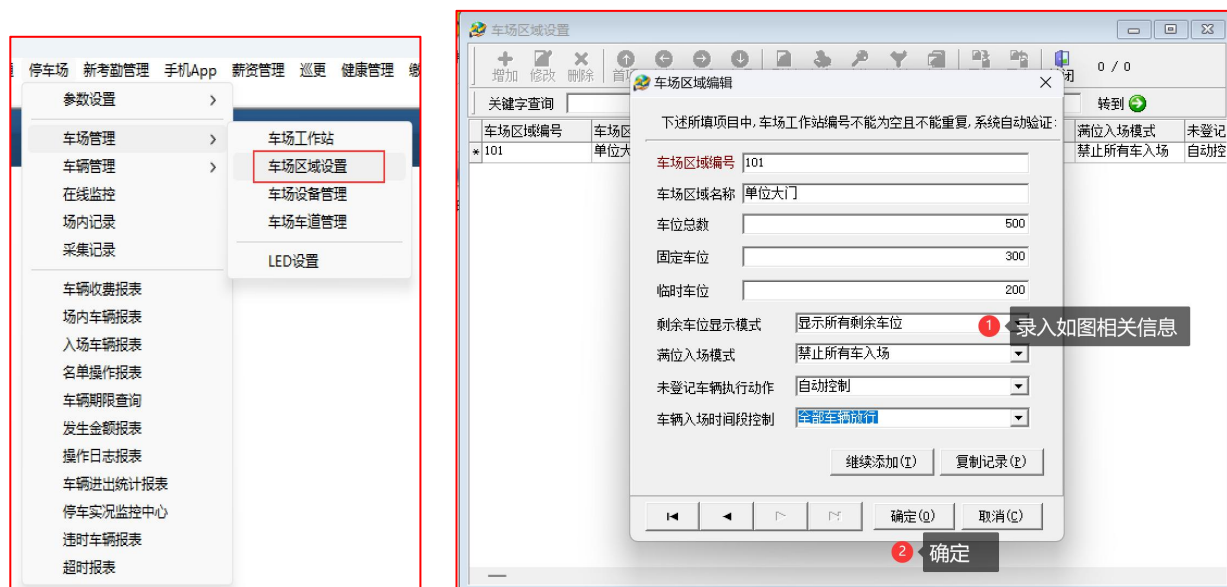 停车场 新考勤管理 手机App 薪资管理 巡更 健康管理
参数设置
车场管理
车辆管理
在线监控
场内记录
采集记录
车辆收费报表
场内车辆报表
入场车辆报表
名单操作报表
车辆期限查询
发生金额报表
操作日志报表
车辆进出统计报表
停车实况监控中心
违时车辆报表
超时报表
车场工作站
车场区域设置
车场设备管理
车场车道管理
LED设置
车场区域设置
增加 修改 删除 首 闭 0 / 0
关键字查询 转到
车场区域编号 车场区 满位入场模式 未登记
* 101 单位大 禁止所有车入场 自动控
车场区域编辑
下述所填项目中,车场工作站编号不能为空且不能重复,系统自动验证:
车场区域编号 101
车场区域名称 单位大门
车位总数 500
固定车位 300
临时车位 200
剩余车位显示模式 显示所有剩余车位
1 录入如图相关信息
满位入场模式 禁止所有车入场
未登记车辆执行动作 自动控制
车辆入场时间段控制 全部车辆放行
继续添加(T) 复制记录(P)
确定(O) 取消(C)
2 确定